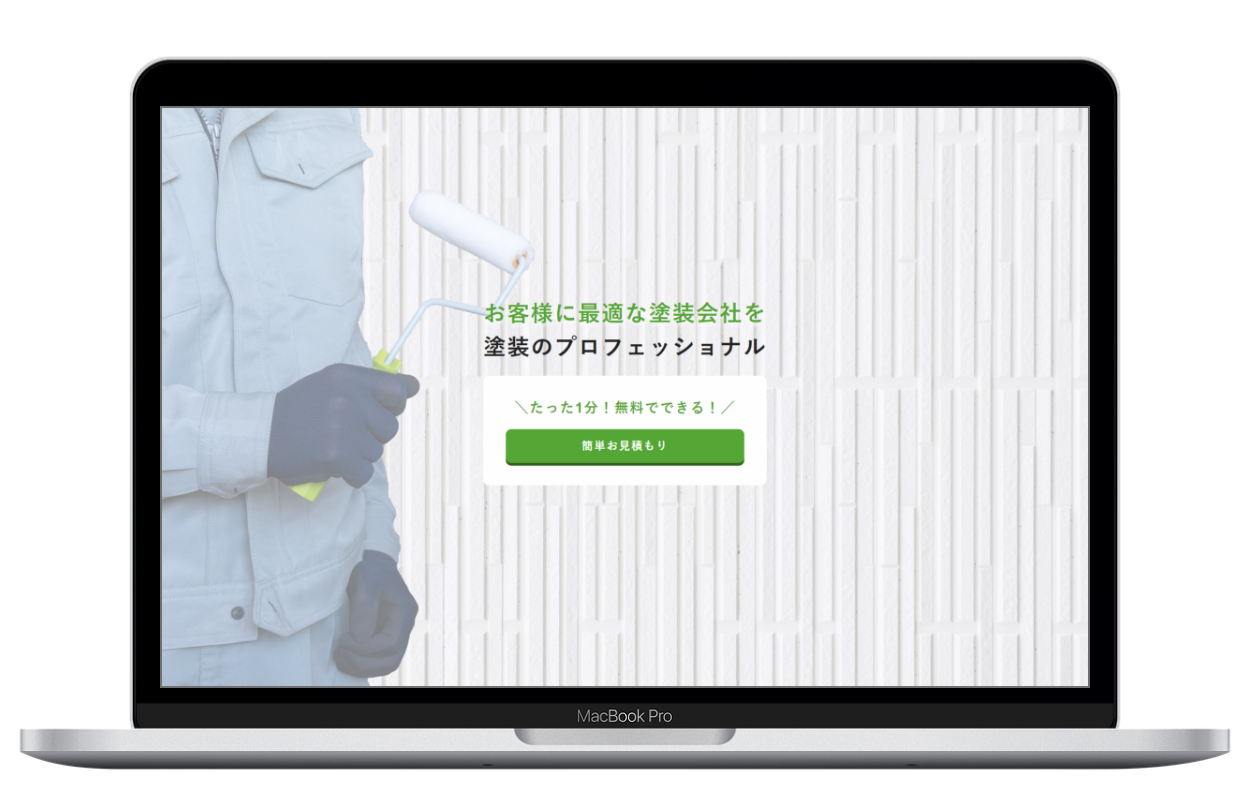 お客様に最適な塗装会社を
塗装のプロフェッショナル
＼たった1分！無料でできる！／
簡単お見積もり
MacBook Pro